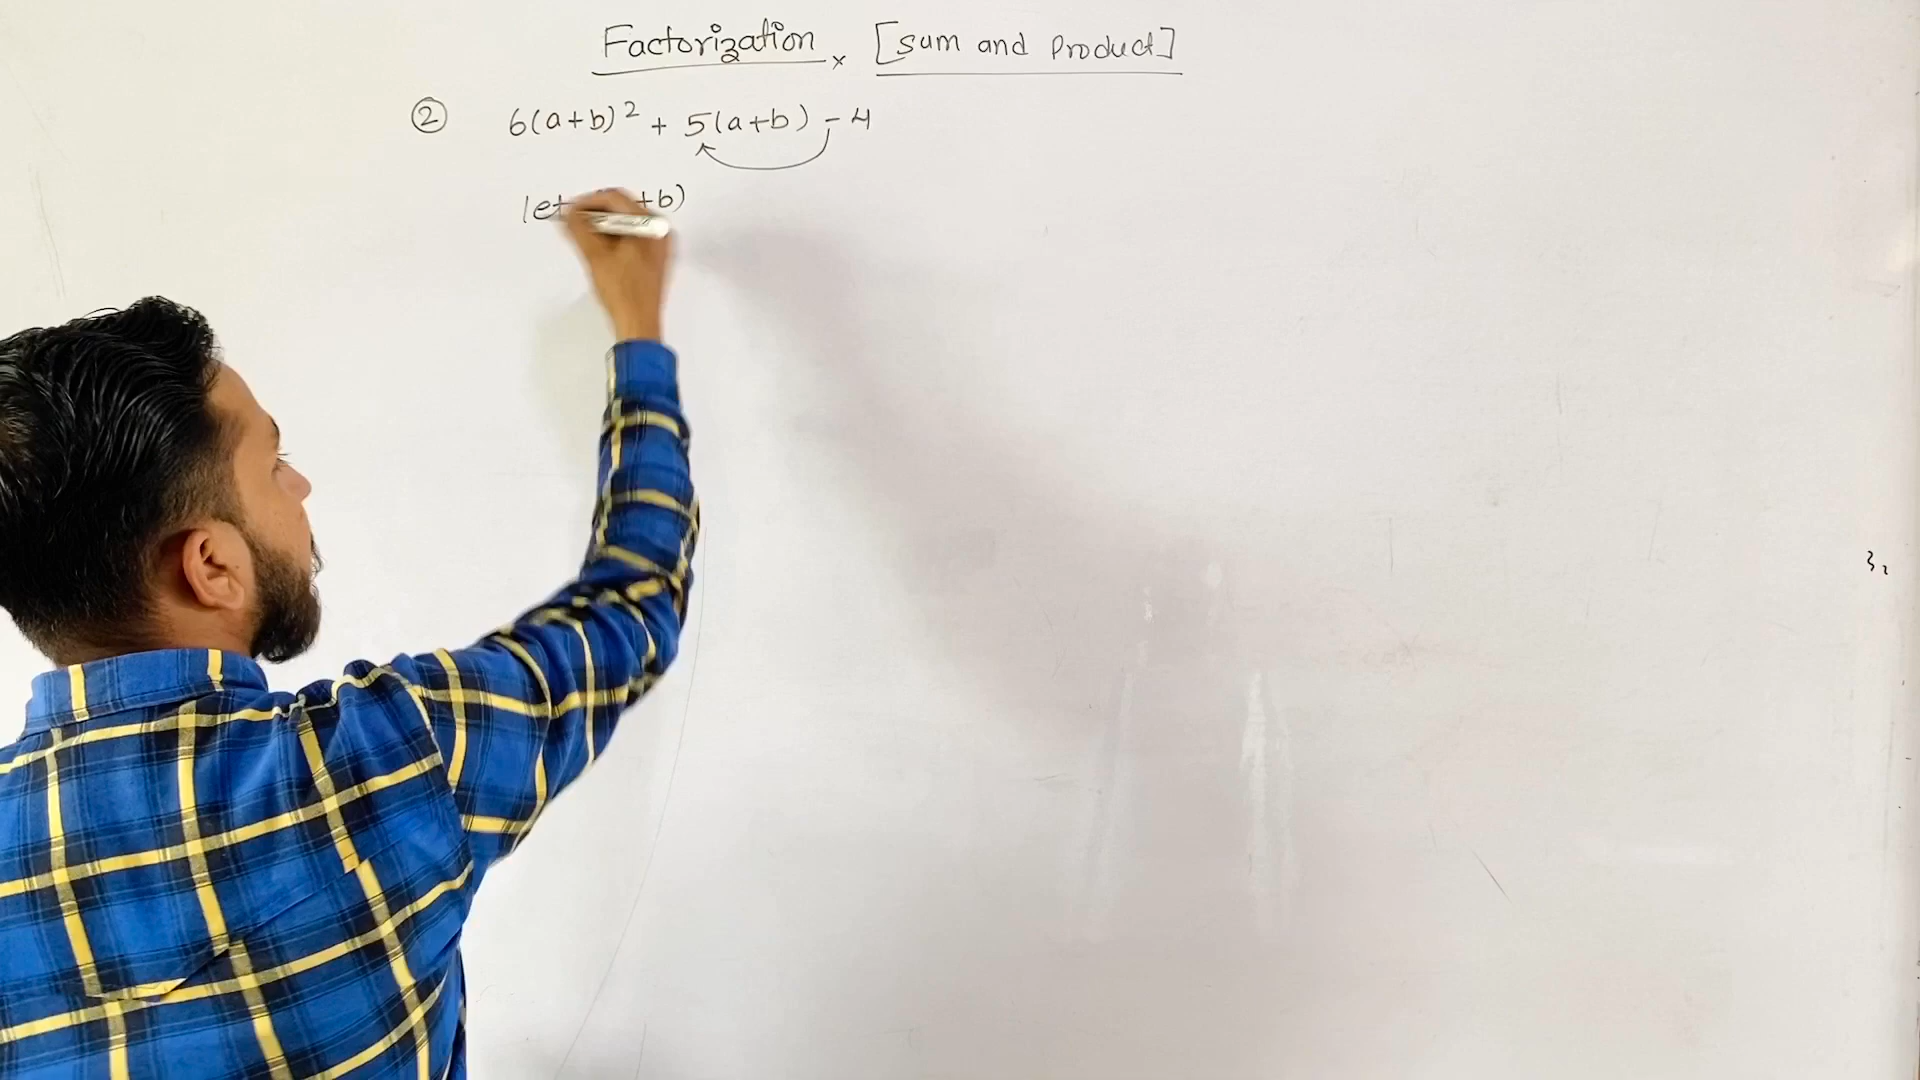 Factorization [sum and product]
② 6(a+b)² + 5(a+b) - 4
let +b)